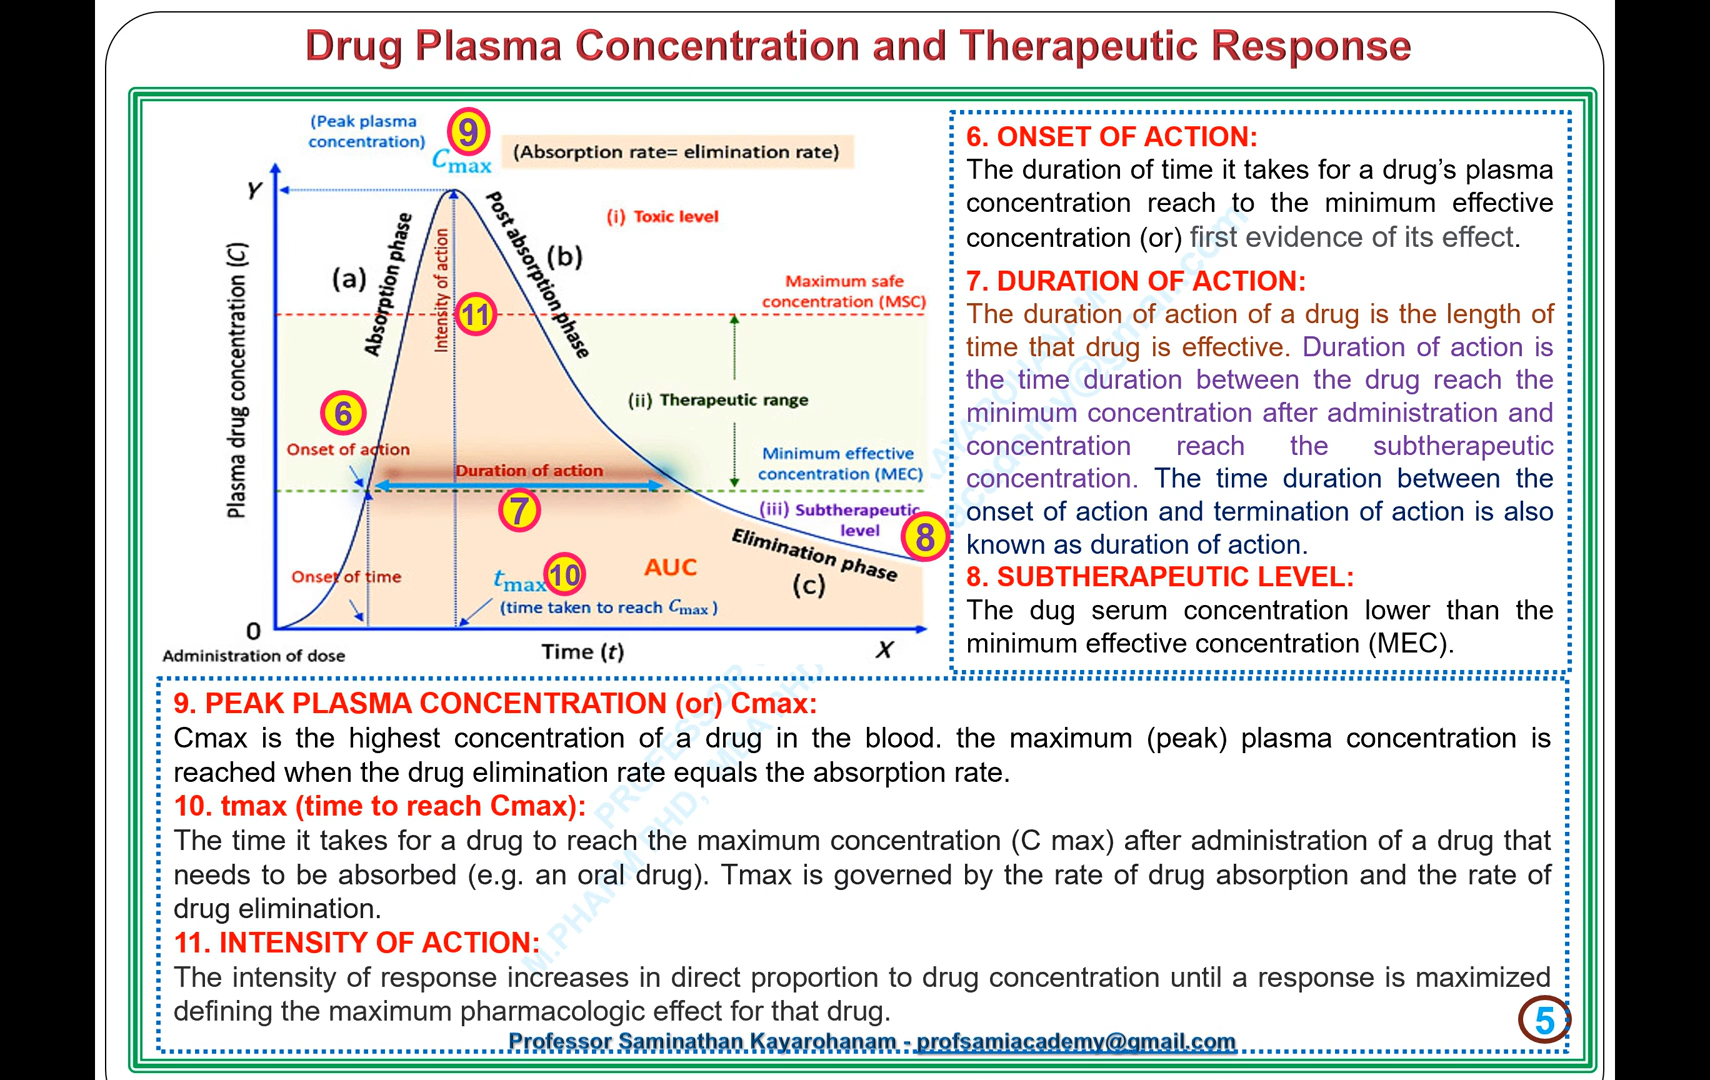 Drug Plasma Concentration and Therapeutic Response
(Peak plasma
concentration)
9
Cmax
(Absorption rate= elimination rate)
Y
(i) Toxic level
(a)
Absorption phase
Intensity of action
11
Post absorption phase
(b)
Maximum safe
concentration (MSC)
Plasma drug concentration (C)
6
Onset of action
(ii) Therapeutic range
Duration of action
7
Minimum effective
concentration (MEC)
(iii) Subtherapeutic
level
8
Elimination phase
(c)
AUC
Onset of time
tmax
10
(time taken to reach Cmax)
0
Administration of dose
Time (t)
X
6. ONSET OF ACTION:
The duration of time it takes for a drug’s plasma
concentration reach to the minimum effective
concentration (or) first evidence of its effect.
7. DURATION OF ACTION:
The duration of action of a drug is the length of
time that drug is effective. Duration of action is
the time duration between the drug reach the
minimum concentration after administration and
concentration reach the subtherapeutic
concentration. The time duration between the
onset of action and termination of action is also
known as duration of action.
8. SUBTHERAPEUTIC LEVEL:
The dug serum concentration lower than the
minimum effective concentration (MEC).
9. PEAK PLASMA CONCENTRATION (or) Cmax:
Cmax is the highest concentration of a drug in the blood. the maximum (peak) plasma concentration is
reached when the drug elimination rate equals the absorption rate.
10. tmax (time to reach Cmax):
The time it takes for a drug to reach the maximum concentration (C max) after administration of a drug that
needs to be absorbed (e.g. an oral drug). Tmax is governed by the rate of drug absorption and the rate of
drug elimination.
11. INTENSITY OF ACTION:
The intensity of response increases in direct proportion to drug concentration until a response is maximized
defining the maximum pharmacologic effect for that drug.
Professor Saminathan Kayarohanam - profsamiacademy@gmail.com
5